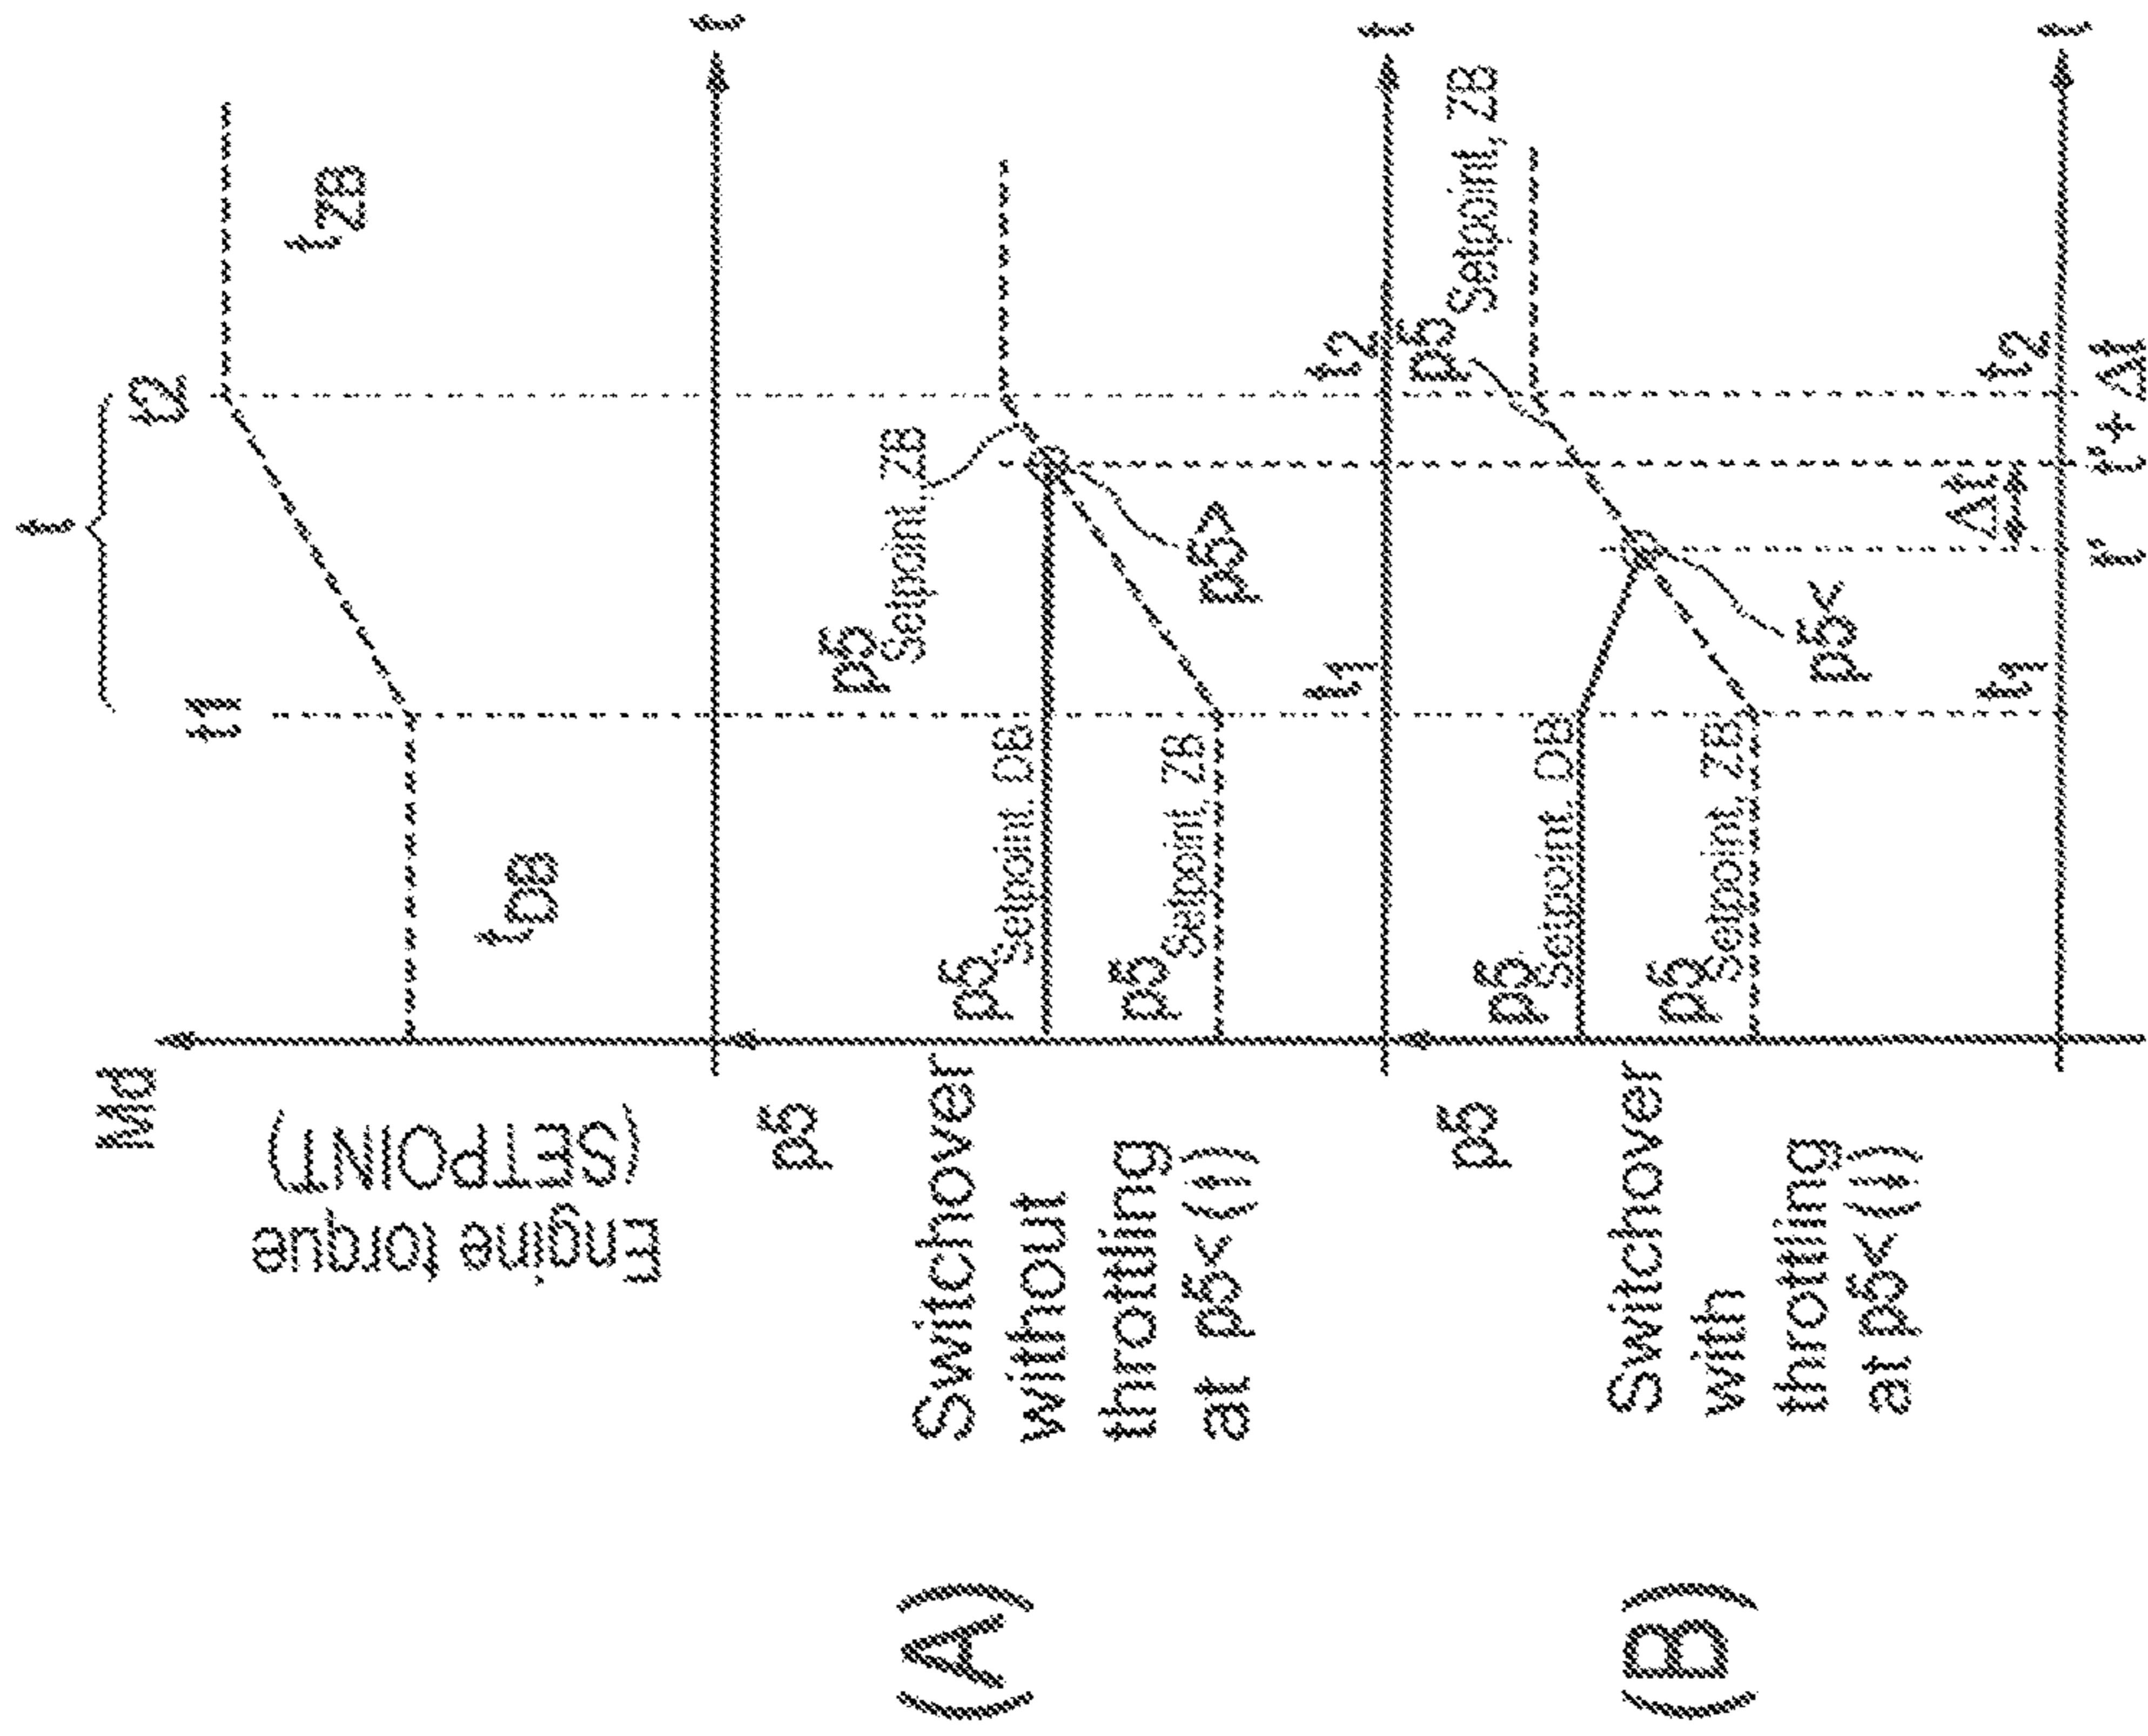 Md
Engine torque
(SETPOINT)
t
t1
t2
tDB
tZB
t
(A)
Switchover
without
throttling
at p5<(i)
p5
p5Setpoint, DB
p5Setpoint, ZB
p5Setpoint, ZB
p5>
t1
t2
t
(B)
Switchover
with
throttling
at p5<(i)
p5
p5Setpoint, DB
p5Setpoint, ZB
p5Setpoint, ZB
p5<
Δt
t1
t2
t
t'
t'+Δt